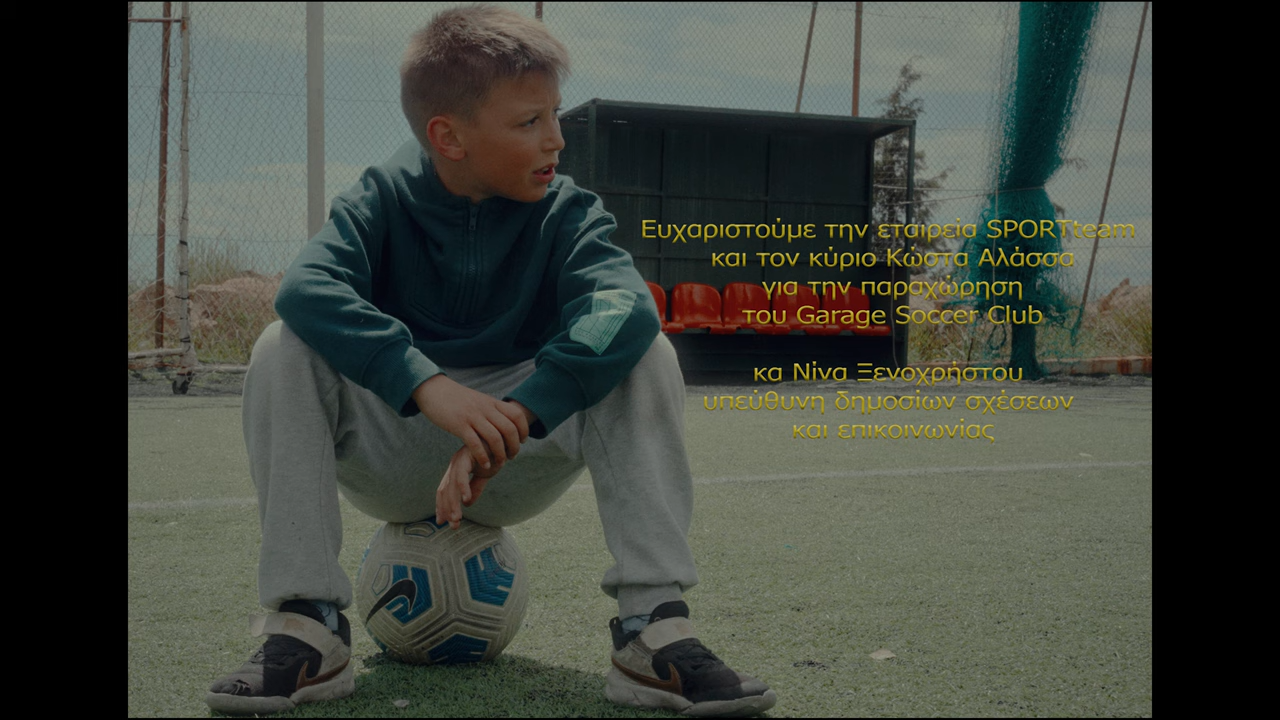 Ευχαριστούμε την εταιρεία SPORTteam
και τον κύριο Κώστα Αλάσσα
για την παραχώρηση
του Garage Soccer Club
κα Νίνα Ξενοχρήστου
υπεύθυνη δημοσίων σχέσεων
και επικοινωνίας